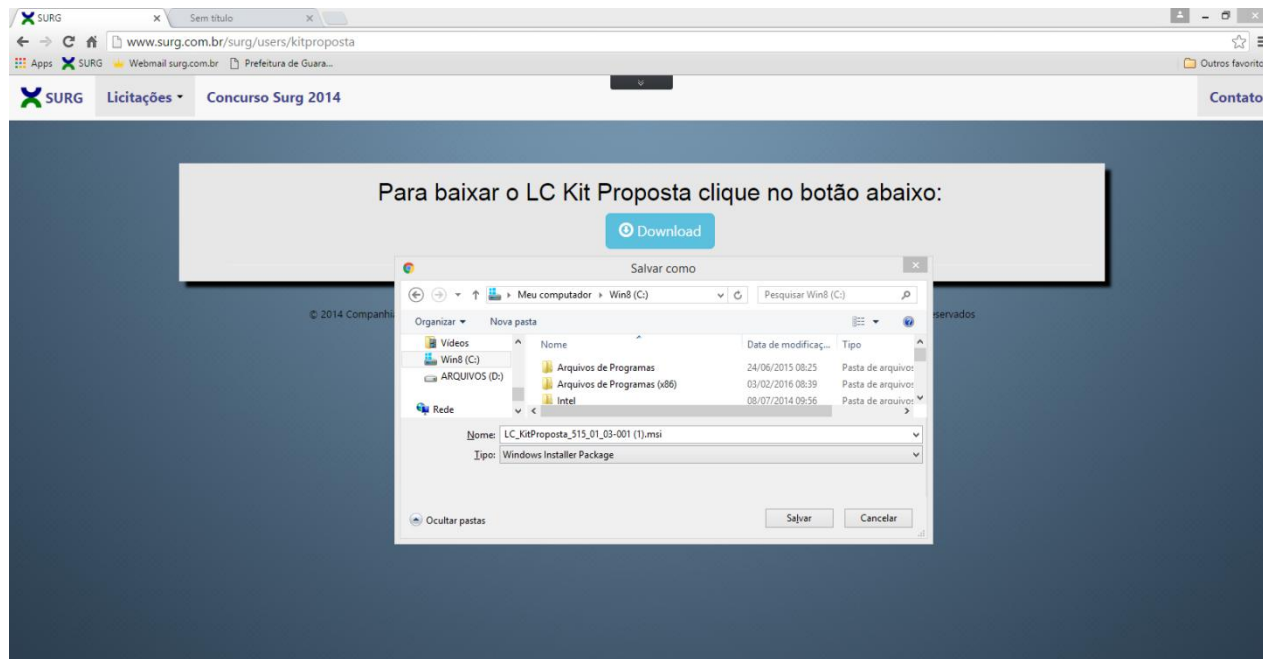 SURG Sem título
www.surg.com.br/surg/users/kitproposta
Apps SURG Webmail surg.com.br Prefeitura de Guara... Outros favorito
SURG Licitações Concurso Surg 2014 Contato
Para baixar o LC Kit Proposta clique no botão abaixo:
Download
Salvar como
Meu computador Win8 (C:) Pesquisar Win8 (C:)
© 2014 Companhi servados
Organizar Nova pasta
Vídeos Nome Data de modificaç... Tipo
Win8 (C:) Arquivos de Programas 24/06/2015 08:25 Pasta de arquivos
ARQUIVOS (D:) Arquivos de Programas (x86) 03/02/2016 08:39 Pasta de arquivos
Rede Intel 08/07/2014 09:56 Pasta de arquivos
Nome: LC_KitProposta_515_01_03-001 (1).msi
Tipo: Windows Installer Package
Ocultar pastas Salvar Cancelar